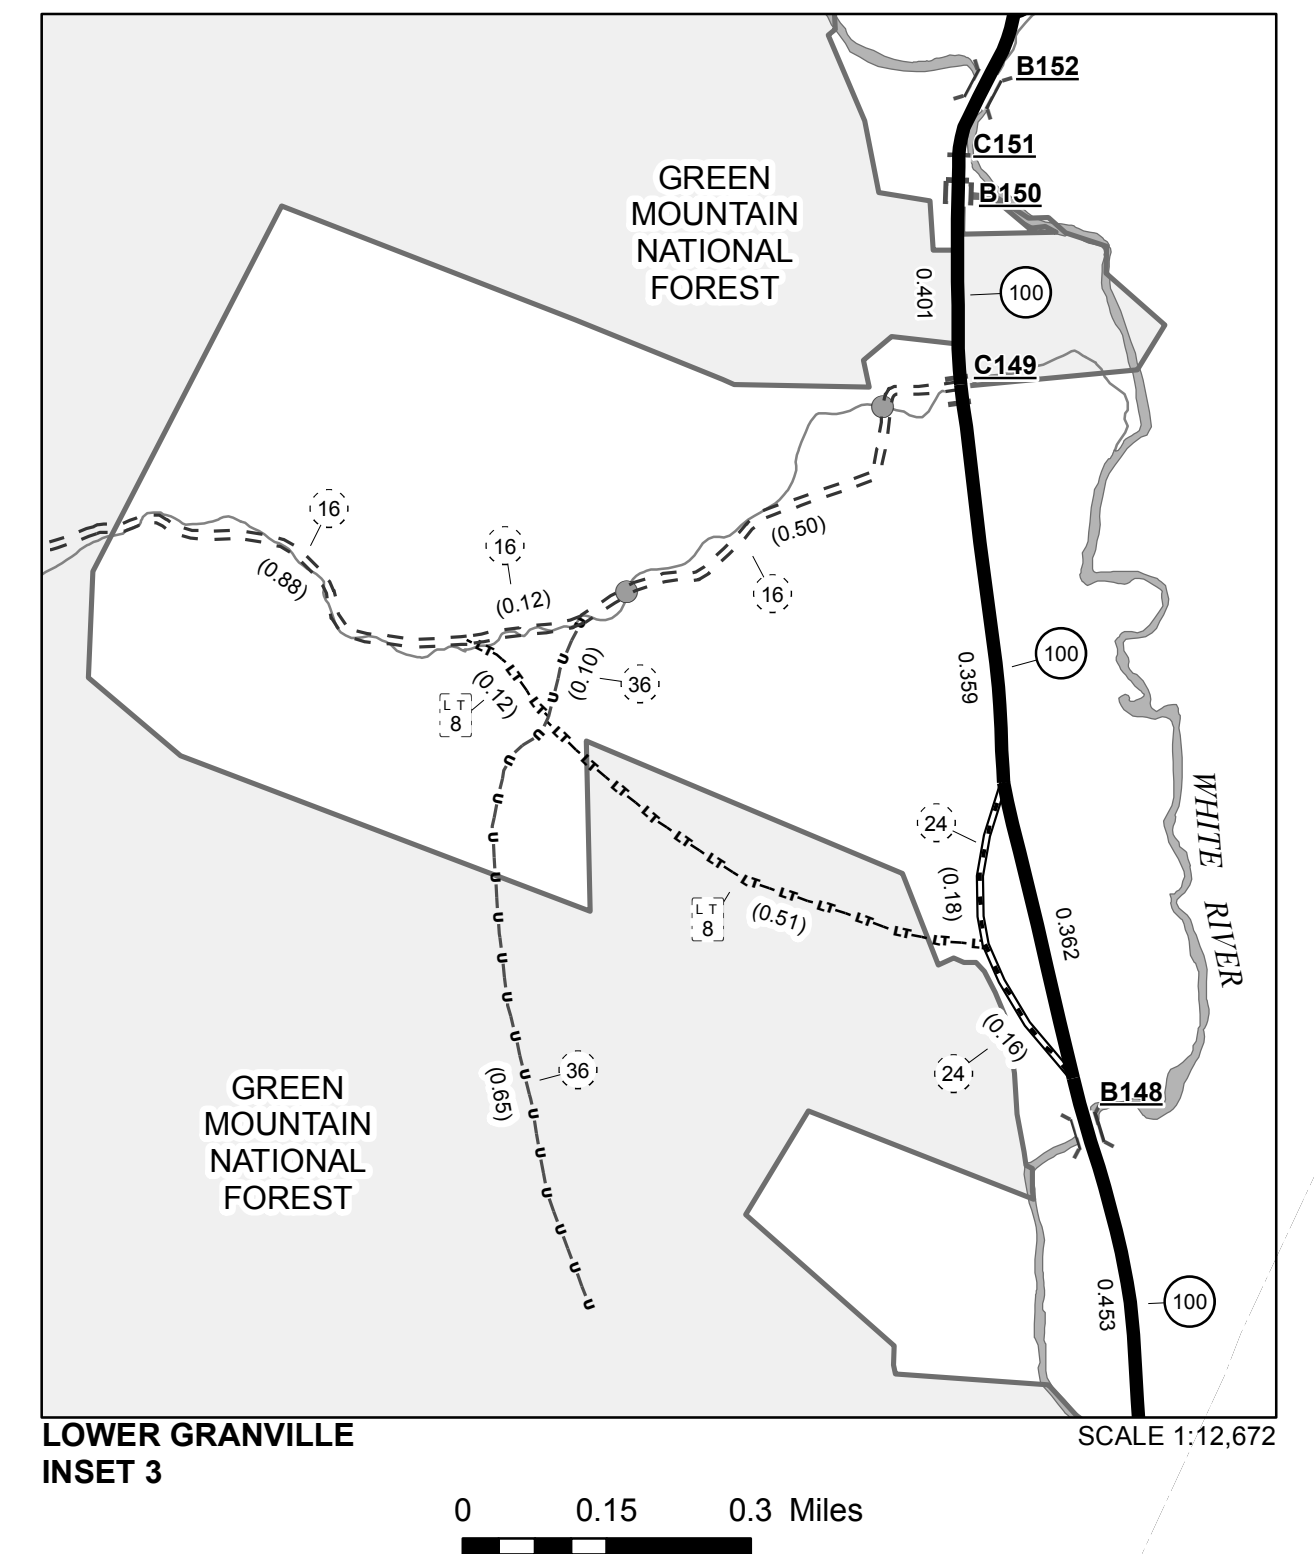 B152
C151
B150
GREEN
MOUNTAIN
NATIONAL
FOREST
0.401
100
C149
16
(0.88)
16
(0.12)
(0.50)
16
(0.10)
36
(0.12)
LT
8
100
0.359
WHITE RIVER
24
(0.18)
LT
8
(0.51)
0.362
(0.16)
24
36
(0.65)
GREEN
MOUNTAIN
NATIONAL
FOREST
B148
0.453
100
LOWER GRANVILLE
INSET 3
SCALE 1:12,672
0 0.15 0.3 Miles